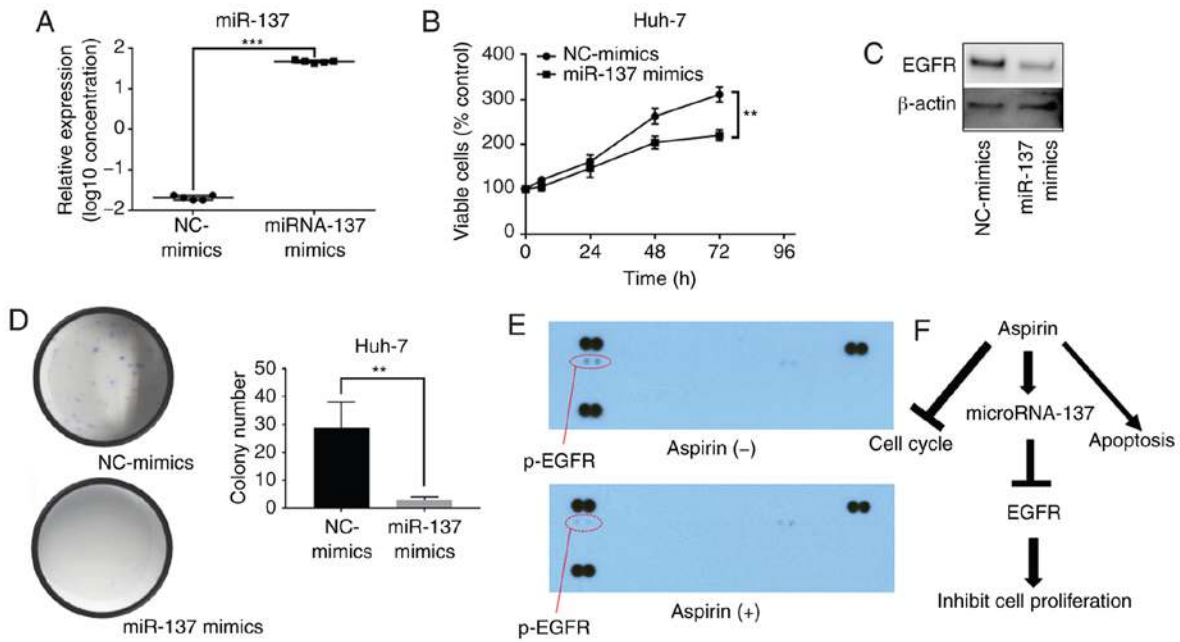 A
miR-137
***
Relative expression
(log10 concentration)
2
1
0
−1
−2
NC-
mimics
miRNA-137
mimics
B
Huh-7
NC-mimics
miR-137 mimics
Viable cells (% control)
400
300
200
100
0
**
0
24
48
72
96
Time (h)
C
EGFR
β-actin
NC-mimics
miR-137
mimics
D
NC-mimics
miR-137 mimics
Huh-7
**
Colony number
50
40
30
20
10
0
NC-
mimics
miR-137
mimics
E
p-EGFR
Aspirin (−)
p-EGFR
Aspirin (+)
F
Aspirin
microRNA-137
Cell cycle
Apoptosis
EGFR
Inhibit cell proliferation